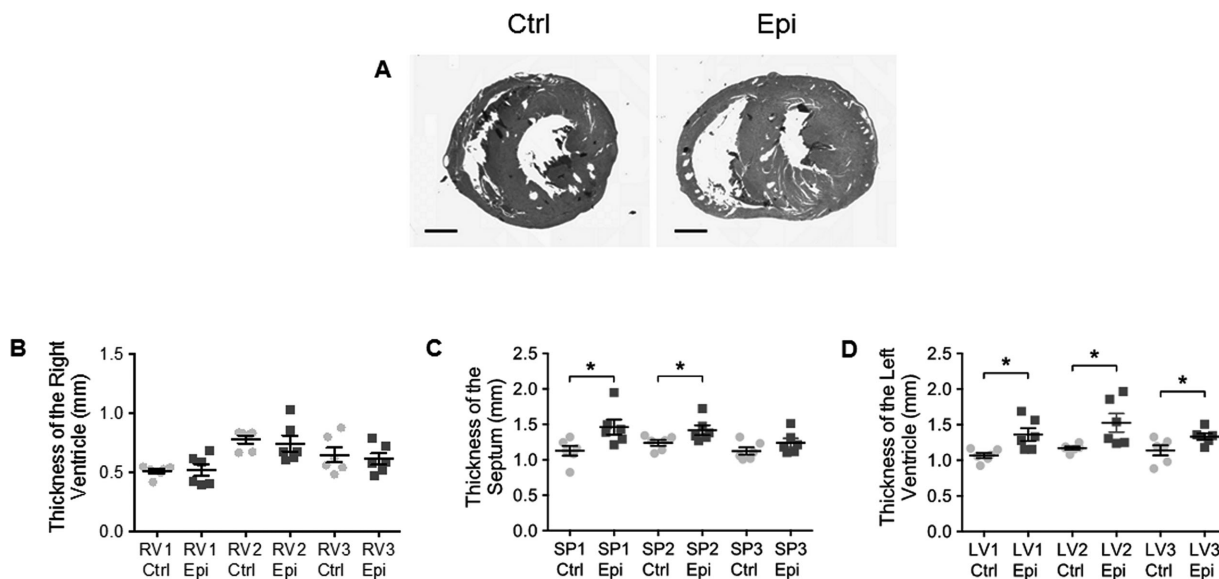 Ctrl Epi
A
B
Thickness of the Right
Ventricle (mm)
1.5
1.0
0.5
0.0
RV1 RV1 RV2 RV2 RV3 RV3
Ctrl Epi Ctrl Epi Ctrl Epi
C
Thickness of the
Septum (mm)
2.5
2.0
1.5
1.0
0.5
0.0
* *
SP1 SP1 SP2 SP2 SP3 SP3
Ctrl Epi Ctrl Epi Ctrl Epi
D
Thickness of the Left
Ventricle (mm)
2.5
2.0
1.5
1.0
0.5
0.0
* * *
LV1 LV1 LV2 LV2 LV3 LV3
Ctrl Epi Ctrl Epi Ctrl Epi